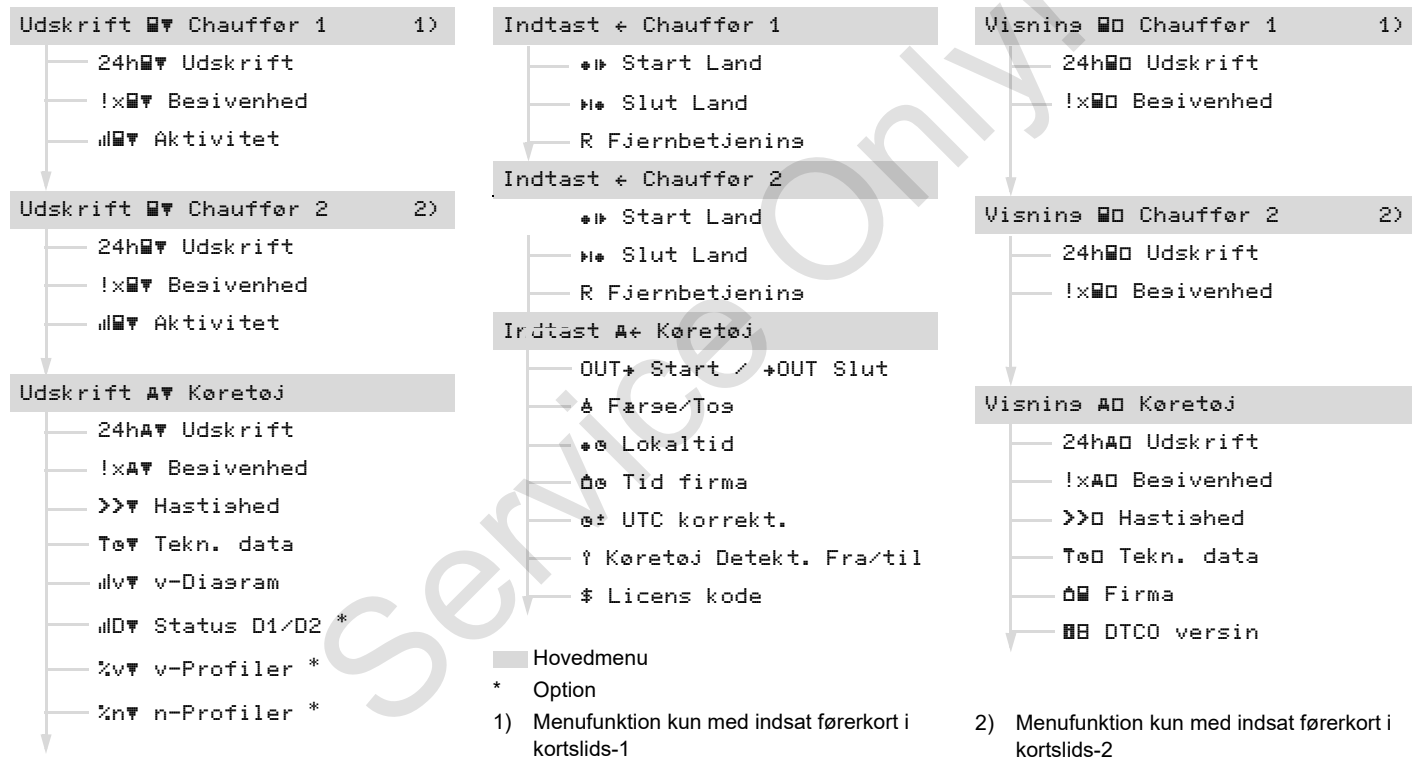 Udskrift Chauffør 1 1)
24h Udskrift
!x Begivenhed
Aktivitet
Udskrift Chauffør 2 2)
24h Udskrift
!x Begivenhed
Aktivitet
Udskrift Køretøj
24h Udskrift
!x Begivenhed
>>▼ Hastighed
Tekn. data
v▼ v-Diagram
D▼ Status D1/D2 *
%v▼ v-Profiler *
%n▼ n-Profiler *
Indtast ← Chauffør 1
Start Land
Slut Land
R Fjernbetjening
Indtast ← Chauffør 2
Start Land
Slut Land
R Fjernbetjening
Indtast ← Køretøj
OUT→ Start / →OUT Slut
Færge/Tog
Lokaltid
Tid firma
UTC korrekt.
Køretøj Detekt. Fra/til
$ Licens kode
Hovedmenu
* Option
1) Menufunktion kun med indsat førerkort i
kortslids-1
Visning Chauffør 1 1)
24h Udskrift
!x Begivenhed
Visning Chauffør 2 2)
24h Udskrift
!x Begivenhed
Visning Køretøj
24h Udskrift
!x Begivenhed
>> Hastighed
Tekn. data
Firma
DTCO versin
2) Menufunktion kun med indsat førerkort i
kortslids-2
Service Only!